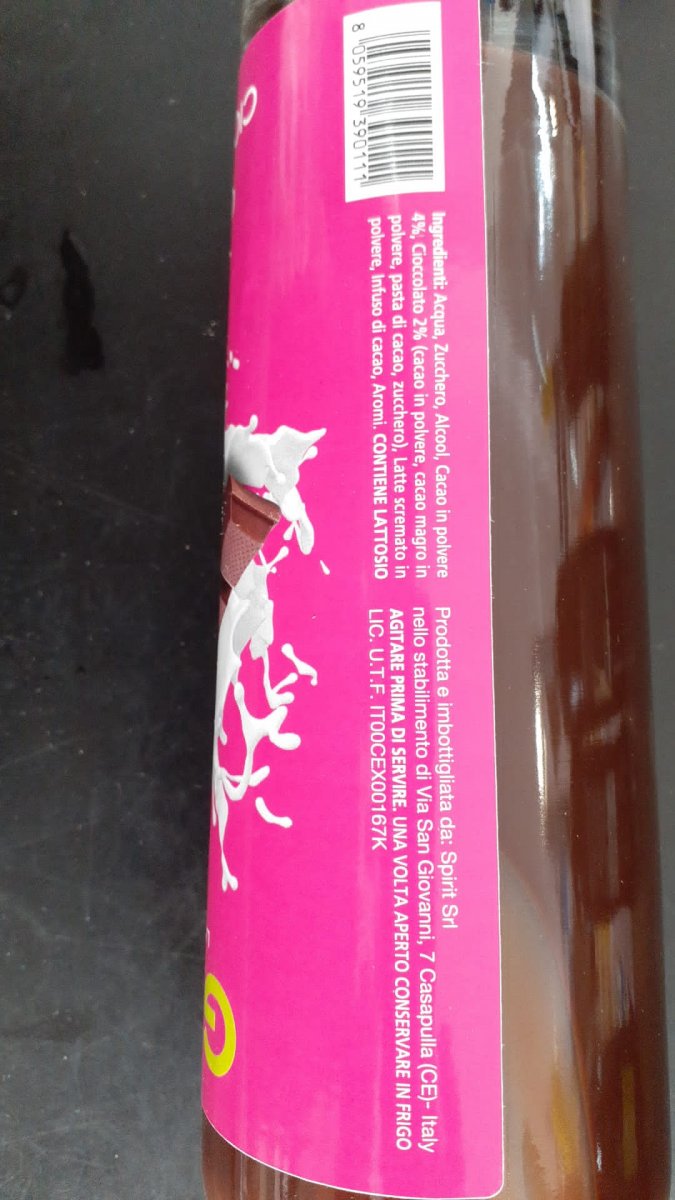 8 059519 390111
Ingredienti: Acqua, Zucchero, Alcool, Cacao in polvere
4%, Cioccolato 2% (cacao in polvere, cacao magro in
polvere, pasta di cacao, zucchero), Latte scremato in
polvere, Infuso di cacao, Aromi. CONTIENE LATTOSIO
Prodotta e imbottigliata da: Spirit Srl
nello stabilimento di Via San Giovanni, 7 Casapulla (CE)- Italy
AGITARE PRIMA DI SERVIRE. UNA VOLTA APERTO CONSERVARE IN FRIGO
LIC. U.T.F. IT00CEX00167K